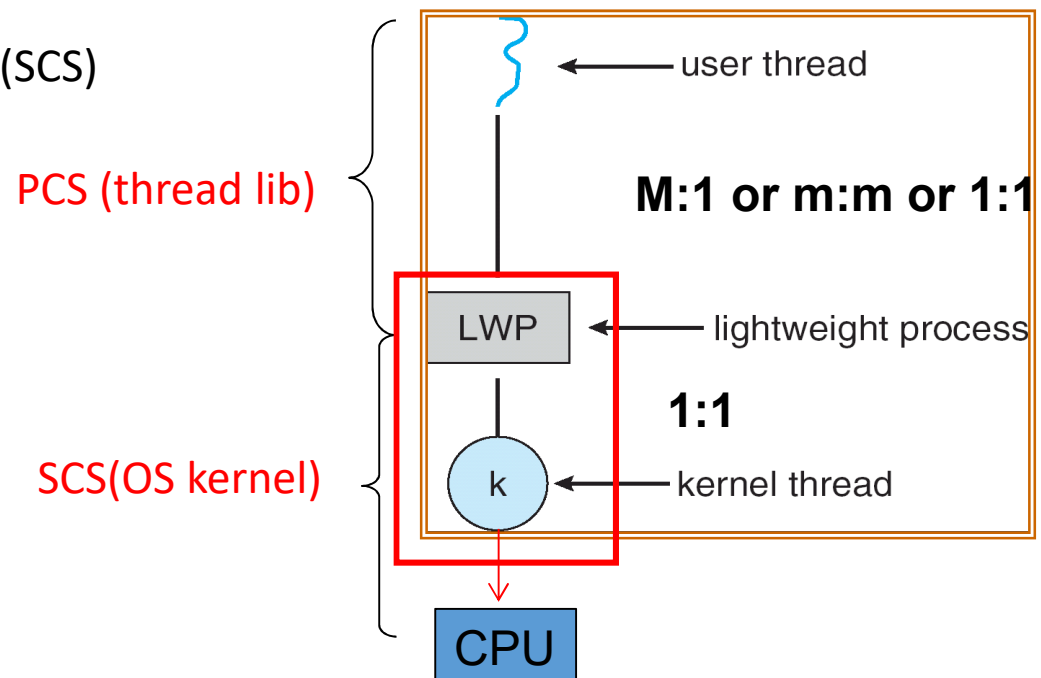 (SCS)
user thread
PCS (thread lib)
M:1 or m:m or 1:1
LWP
lightweight process
1:1
SCS(OS kernel)
k
kernel thread
CPU